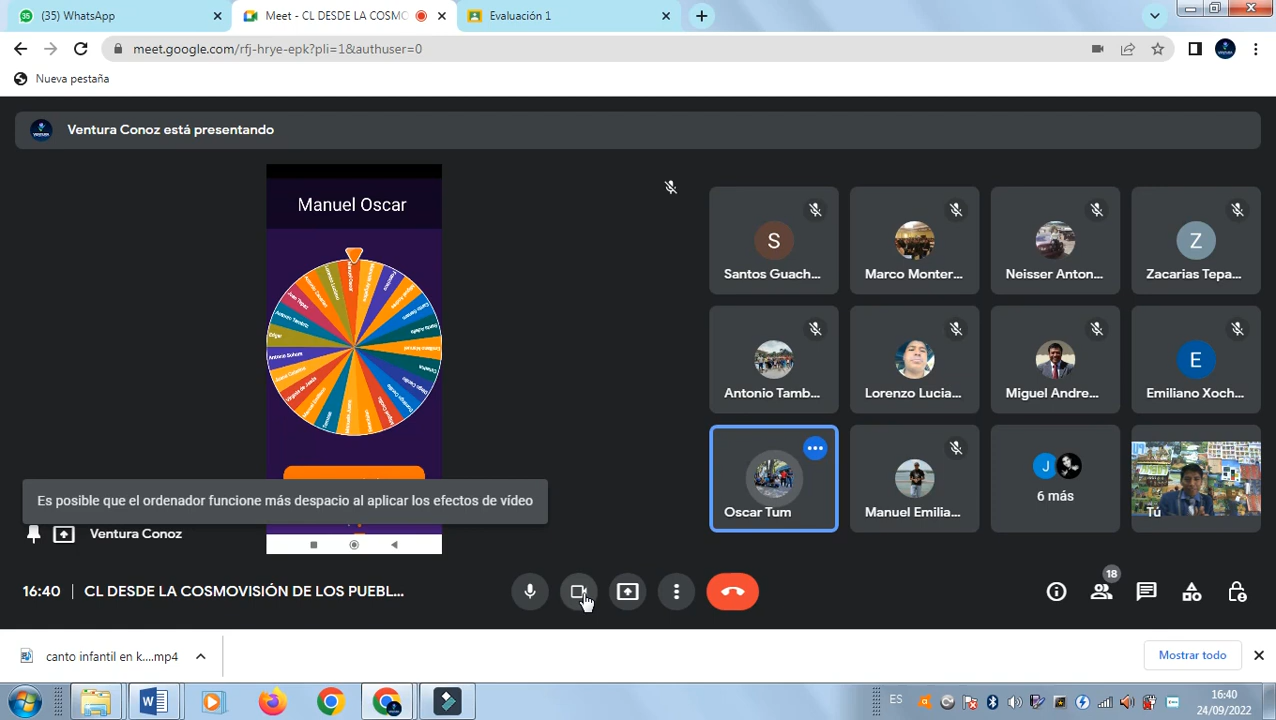 (35) WhatsApp
Meet - CL DESDE LA COSMO
Evaluación 1
meet.google.com/rfj-hrye-epk?pli=1&authuser=0
Nueva pestaña
Ventura Conoz está presentando
Manuel Oscar
S
Santos Guach...
Marco Monter...
Neisser Anton...
Z
Zacarias Tepa...
Antonio Tamb...
Lorenzo Lucia...
Miguel Andre...
E
Emiliano Xoch...
Oscar Tum
Manuel Emilia...
J
6 más
Tú
Es posible que el ordenador funcione más despacio al aplicar los efectos de vídeo
Ventura Conoz
16:40
CL DESDE LA COSMOVISIÓN DE LOS PUEBL...
18
canto infantil en k....mp4
Mostrar todo
ES
16:40
24/09/2022